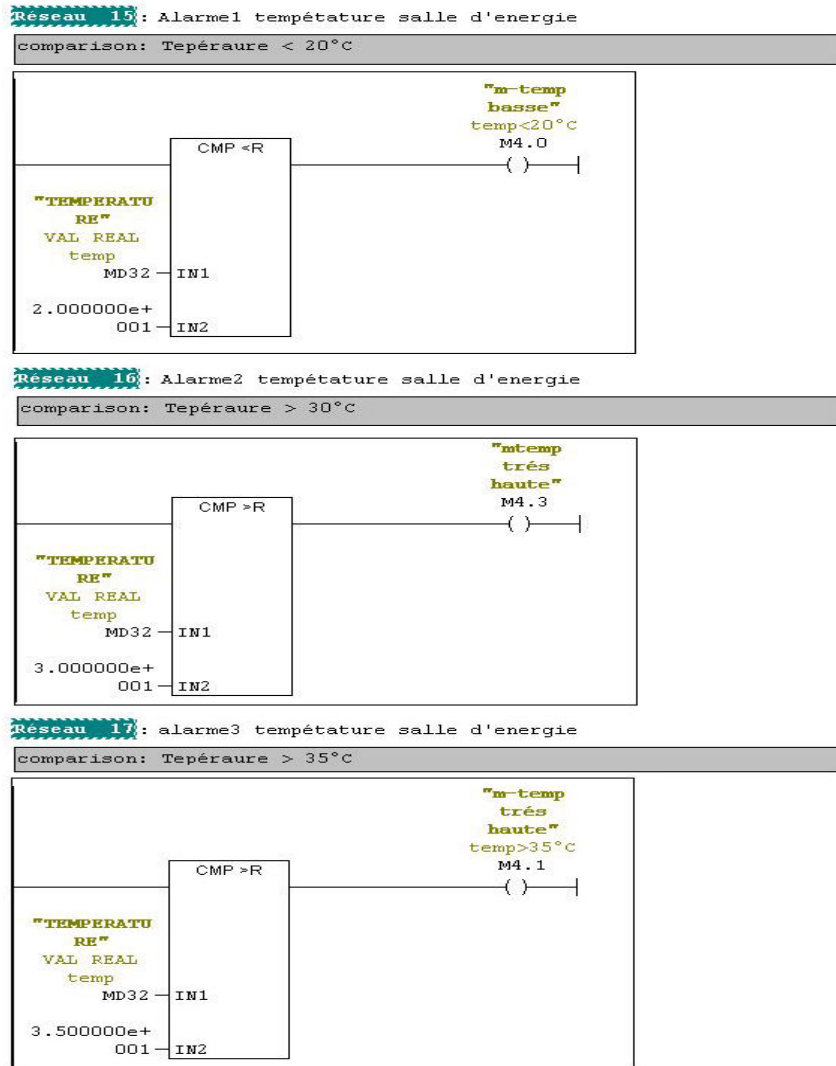 Réseau 15: Alarme1 tempétature salle d'energie
comparison: Tepéraure < 20°C
"m-temp
basse"
temp<20°C
M4.0
( )
CMP <R
"TEMPERATU
RE"
VAL REAL
temp
MD32
IN1
2.000000e+
001
IN2
Réseau 16: Alarme2 tempétature salle d'energie
comparison: Tepéraure > 30°C
"mtemp
trés
haute"
M4.3
( )
CMP >R
"TEMPERATU
RE"
VAL REAL
temp
MD32
IN1
3.000000e+
001
IN2
Réseau 17: alarme3 tempétature salle d'energie
comparison: Tepéraure > 35°C
"m-temp
trés
haute"
temp>35°C
M4.1
( )
CMP >R
"TEMPERATU
RE"
VAL REAL
temp
MD32
IN1
3.500000e+
001
IN2